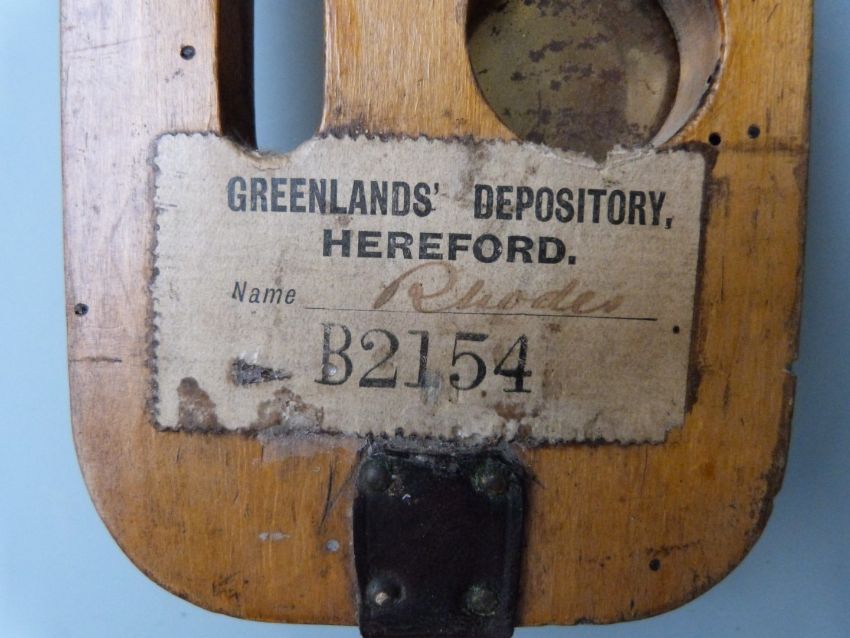 GREENLANDS' DEPOSITORY,
HEREFORD.
Name Rhodes
B2154